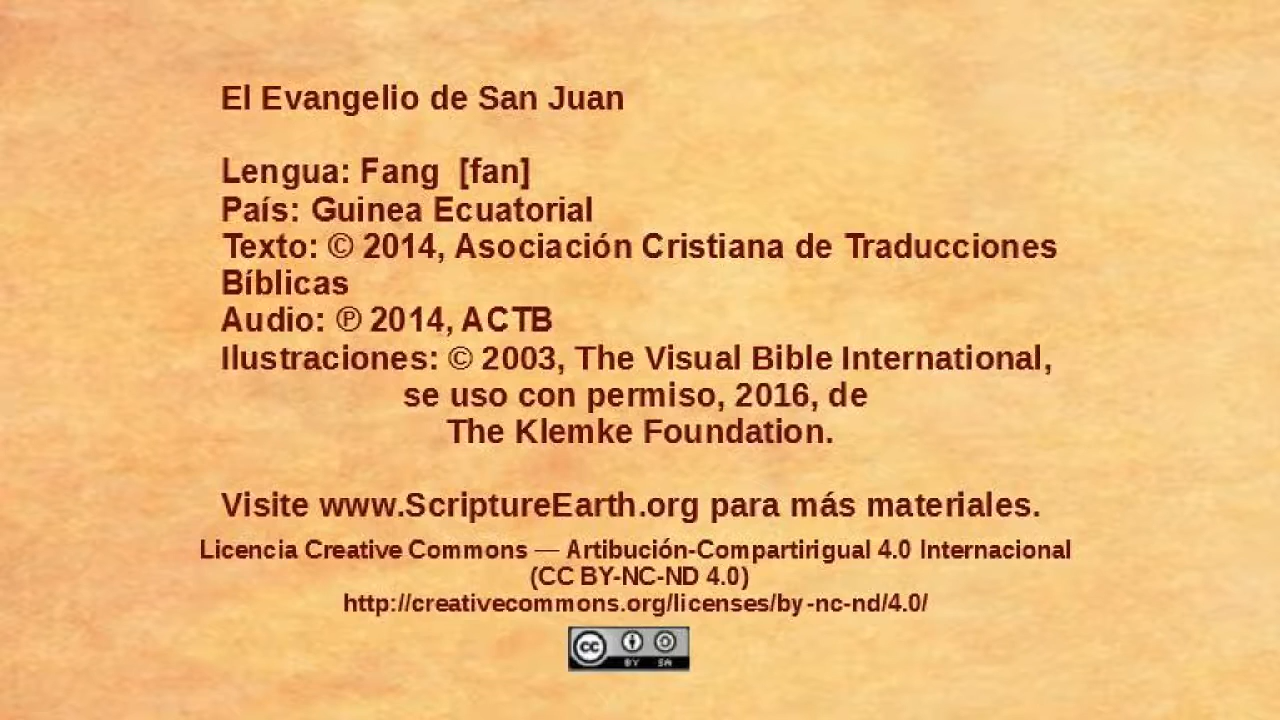 El Evangelio de San Juan
Lengua: Fang [fan]
País: Guinea Ecuatorial
Texto: © 2014, Asociación Cristiana de Traducciones
Bíblicas
Audio: ℗ 2014, ACTB
Ilustraciones: © 2003, The Visual Bible International,
se uso con permiso, 2016, de
The Klemke Foundation.
Visite www.ScriptureEarth.org para más materiales.
Licencia Creative Commons — Artibución-Compartirigual 4.0 Internacional
(CC BY-NC-ND 4.0)
http://creativecommons.org/licenses/by-nc-nd/4.0/
cc BY SA